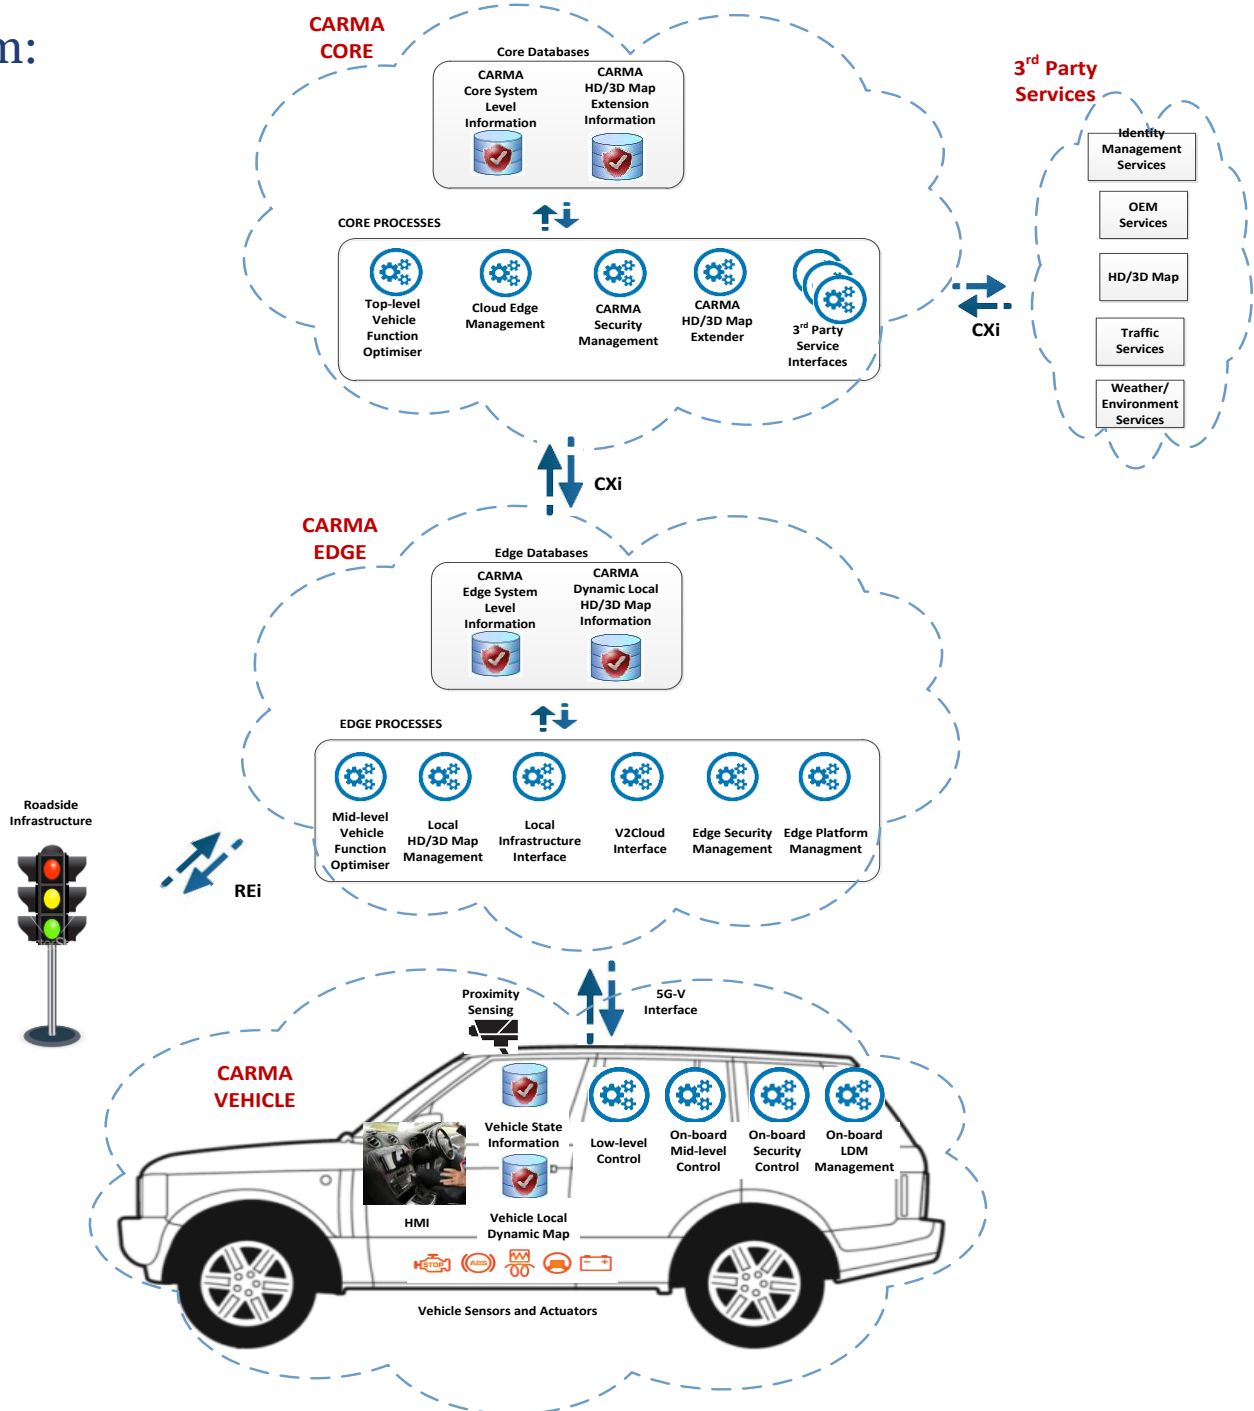 m:
CARMA
CORE
Core Databases
CARMA
Core System
Level
Information
CARMA
HD/3D Map
Extension
Information
3rd Party
Services
Identity
Management
Services
OEM
Services
HD/3D Map
Traffic
Services
Weather/
Environment
Services
CORE PROCESSES
Top-level
Vehicle
Function
Optimiser
Cloud Edge
Management
CARMA
Security
Management
CARMA
HD/3D Map
Extender
3rd Party
Service
Interfaces
CXi
CXi
CARMA
EDGE
Edge Databases
CARMA
Edge System
Level
Information
CARMA
Dynamic Local
HD/3D Map
Information
EDGE PROCESSES
Mid-level
Vehicle
Function
Optimiser
Local
HD/3D Map
Management
Local
Infrastructure
Interface
V2Cloud
Interface
Edge Security
Management
Edge Platform
Managment
Roadside
Infrastructure
REi
Proximity
Sensing
5G-V
Interface
CARMA
VEHICLE
Vehicle State
Information
Low-level
Control
On-board
Mid-level
Control
On-board
Security
Control
On-board
LDM
Management
HMI
Vehicle Local
Dynamic Map
STOP
ABS
Vehicle Sensors and Actuators